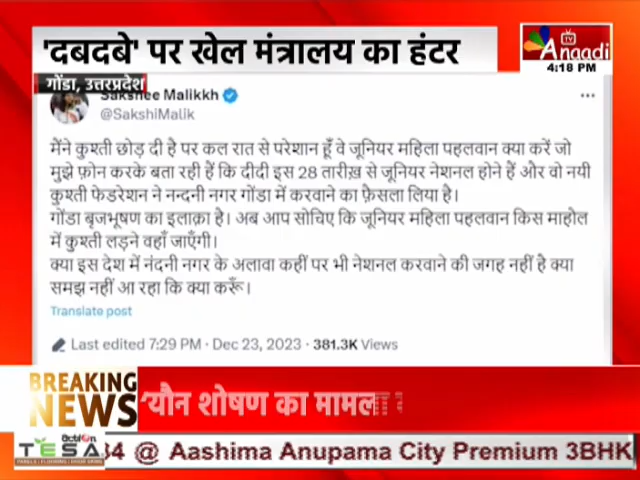 'दबदबे' पर खेल मंत्रालय का हंटर
TV
Anaadi
4:18 PM
गोंडा, उत्तरप्रदेश
Sakshee Malikkh
@SakshiMalik
मैंने कुश्ती छोड़ दी है पर कल रात से परेशान हूँ वे जूनियर महिला पहलवान क्या करें जो
मुझे फ़ोन करके बता रही हैं कि दीदी इस 28 तारीख़ से जूनियर नेशनल होने हैं और वो नयी
कुश्ती फेडरेशन ने नन्दनी नगर गोंडा में करवाने का फ़ैसला लिया है।
गोंडा बृजभूषण का इलाक़ा है। अब आप सोचिए कि जूनियर महिला पहलवान किस माहौल
में कुश्ती लड़ने वहाँ जाएँगी।
क्या इस देश में नंदनी नगर के अलावा कहीं पर भी नेशनल करवाने की जगह नहीं है क्या
समझ नहीं आ रहा कि क्या करूँ।
Translate post
Last edited 7:29 PM · Dec 23, 2023 · 381.3K Views
BREAKING
NEWS
'यौन शोषण का मामला
action
TESA
34 @ Aashima Anupama City Premium 3BHK